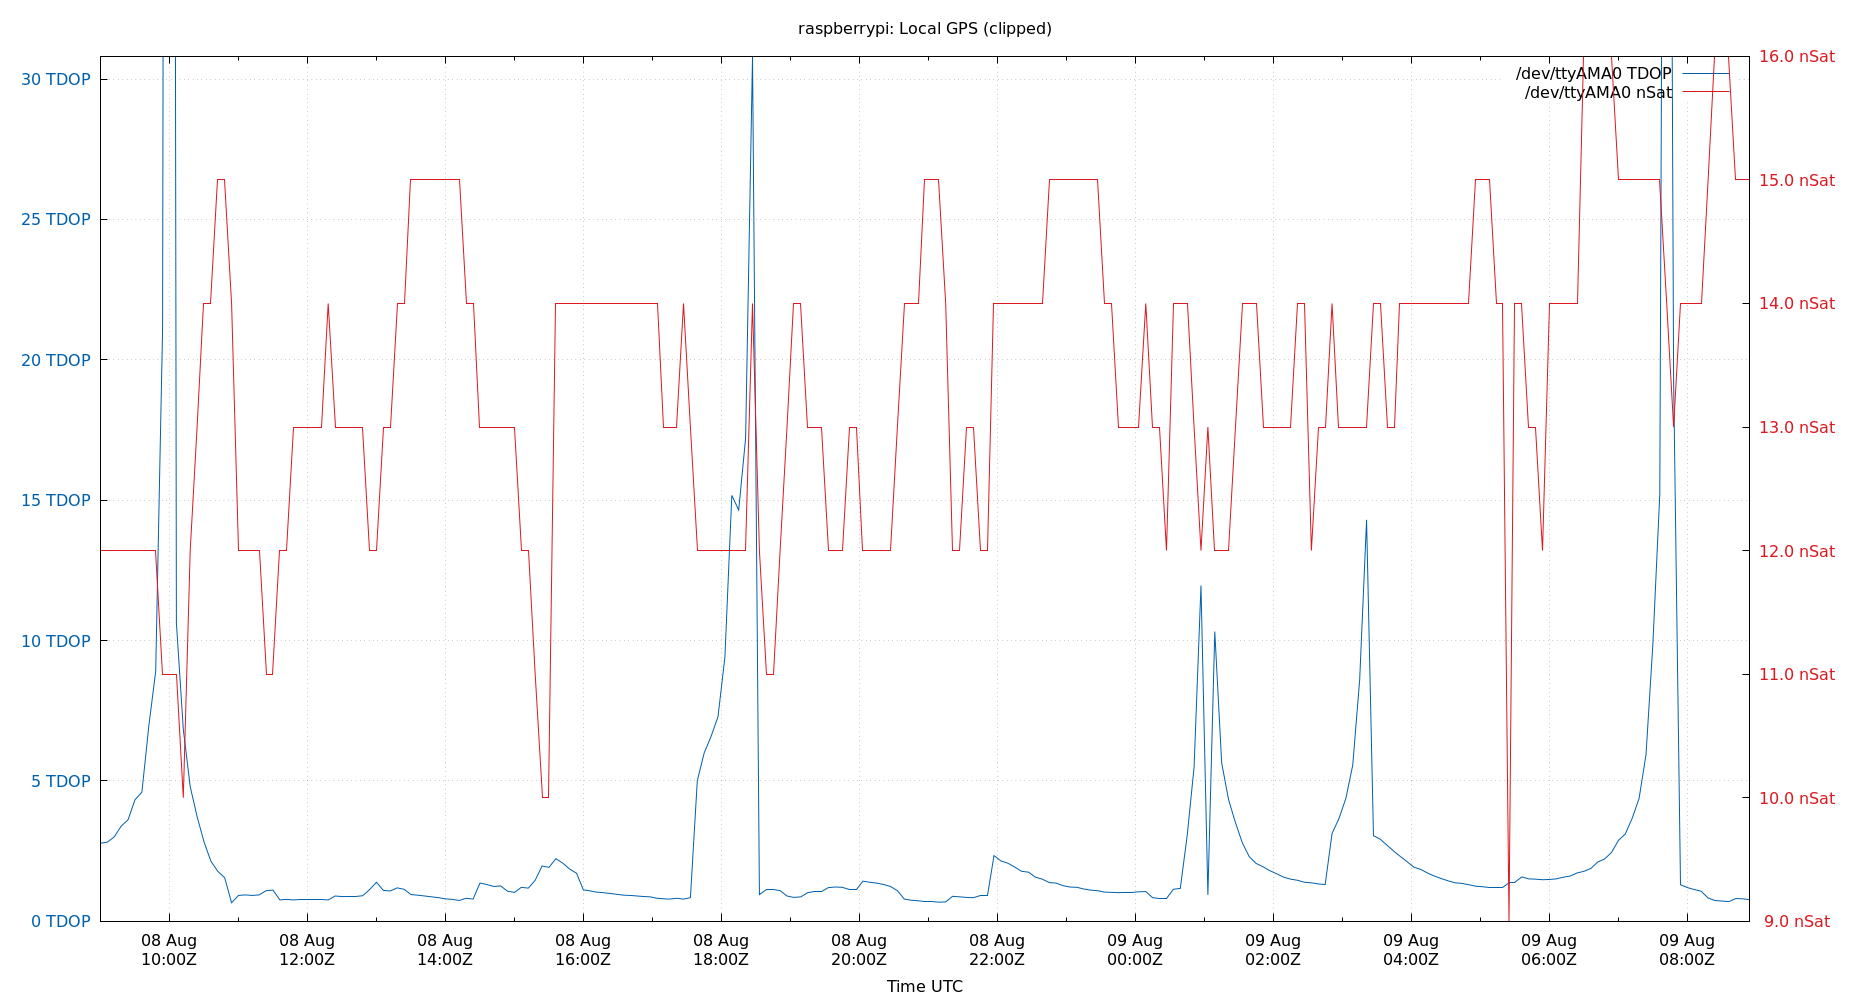 raspberrypi: Local GPS (clipped)
30 TDOP
25 TDOP
20 TDOP
15 TDOP
10 TDOP
5 TDOP
0 TDOP
16.0 nSat
15.0 nSat
14.0 nSat
13.0 nSat
12.0 nSat
11.0 nSat
10.0 nSat
9.0 nSat
/dev/ttyAMA0 TDOP
/dev/ttyAMA0 nSat
08 Aug 08 Aug 08 Aug 08 Aug 08 Aug 08 Aug 08 Aug 09 Aug 09 Aug 09 Aug 09 Aug 09 Aug
10:00Z 12:00Z 14:00Z 16:00Z 18:00Z 20:00Z 22:00Z 00:00Z 02:00Z 04:00Z 06:00Z 08:00Z
Time UTC